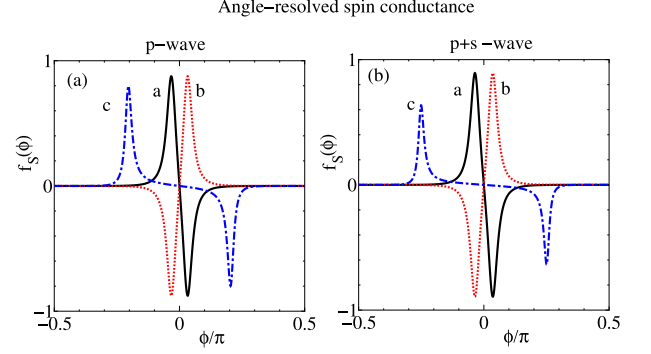 Angle−resolved spin conductance
p−wave
p+s −wave
1
(a)
a
b
c
f_S(ϕ)
0
−1
−0.5
0
0.5
ϕ/π
1
(b)
a
b
c
f_S(ϕ)
0
−1
−0.5
0
0.5
ϕ/π